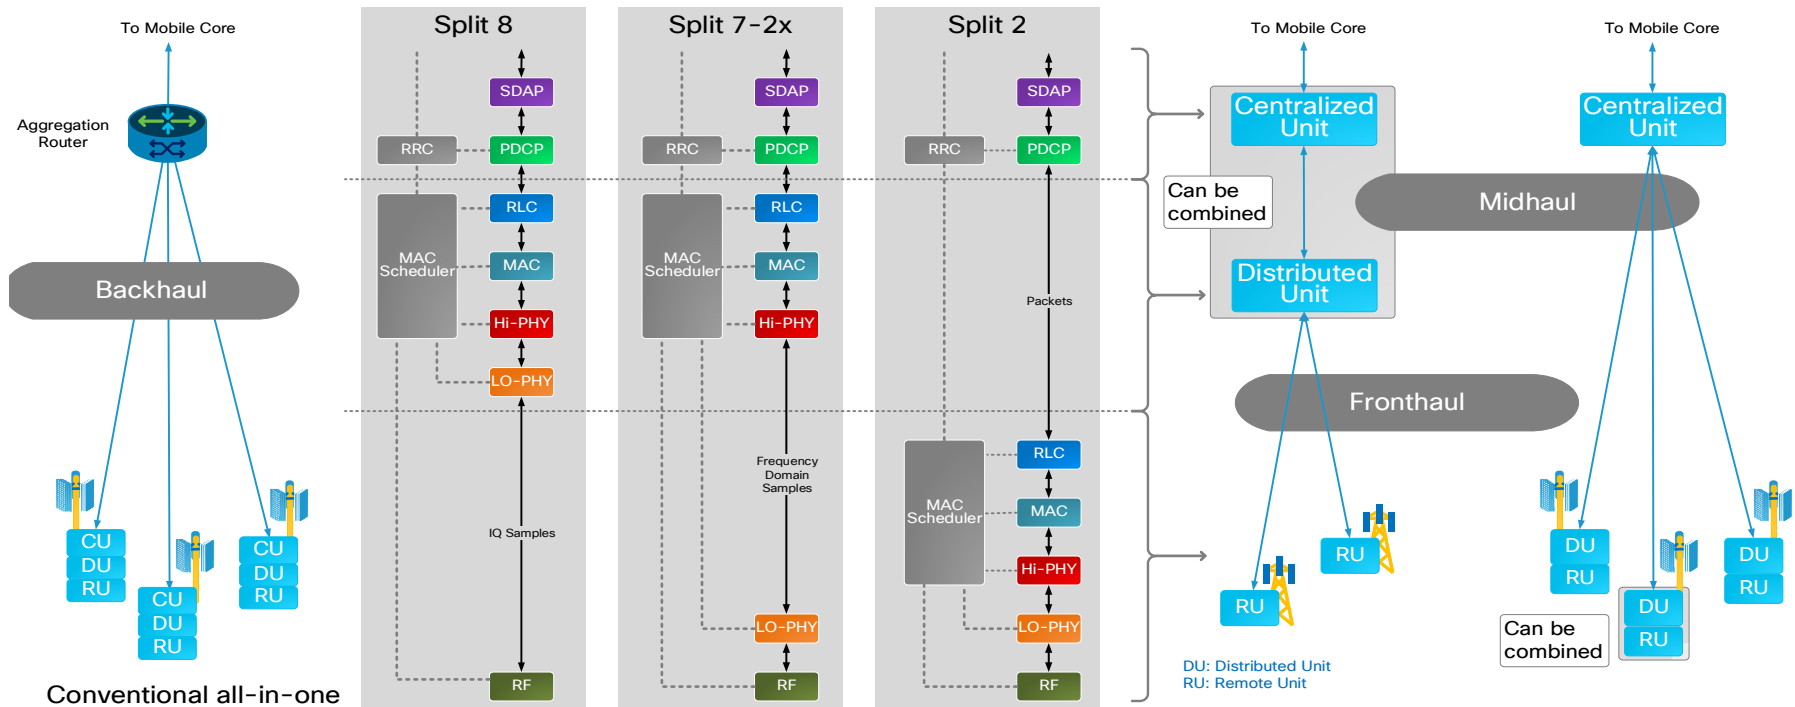 To Mobile Core
Aggregation
Router
Backhaul
CU
DU
RU
CU
DU
RU
CU
DU
RU
Conventional all-in-one
Split 8
SDAP
RRC
PDCP
RLC
MAC
Scheduler
MAC
Hi-PHY
LO-PHY
IQ Samples
RF
Split 7-2x
SDAP
RRC
PDCP
RLC
MAC
Scheduler
MAC
Hi-PHY
Frequency
Domain
Samples
LO-PHY
RF
Split 2
SDAP
RRC
PDCP
Packets
RLC
MAC
Scheduler
MAC
Hi-PHY
LO-PHY
RF
To Mobile Core
Centralized
Unit
Can be
combined
Distributed
Unit
Midhaul
Fronthaul
RU
RU
DU: Distributed Unit
RU: Remote Unit
To Mobile Core
Centralized
Unit
DU
RU
DU
RU
DU
RU
Can be
combined